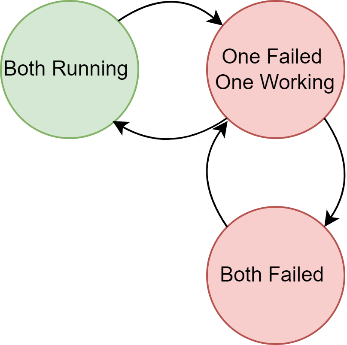 Both Running
One Failed
One Working
Both Failed